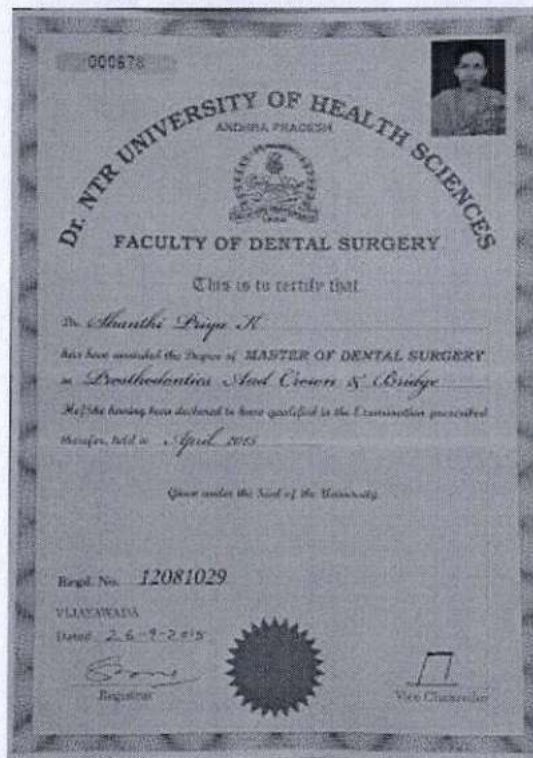 000678
Dr. NTR UNIVERSITY OF HEALTH SCIENCES
ANDHRA PRADESH
FACULTY OF DENTAL SURGERY
This is to certify that
Dr. Shanthi Priya K
has been awarded the Degree of MASTER OF DENTAL SURGERY
in Prosthodontics And Crown & Bridge
He/She having been declared to have qualified in the Examination prescribed
therefor, held in April 2015
Given under the Seal of the University
Regd. No. 12081029
VIJAYAWADA
Dated 26-9-2015
Registrar
Vice Chancellor